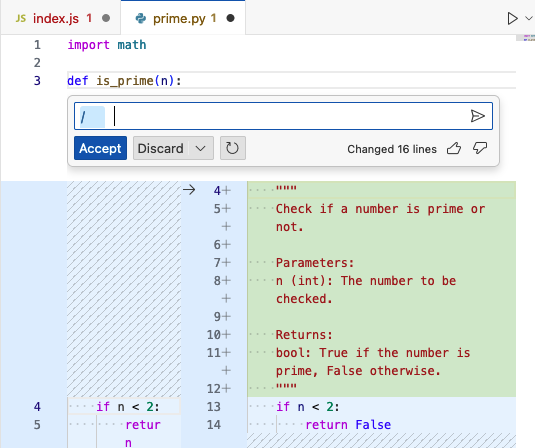 JS index.js 1
prime.py 1
1 import math
2
3 def is_prime(n):
/
Accept Discard Changed 16 lines
4+ """
5+ Check if a number is prime or
+ not.
6+
7+ Parameters:
8+ n (int): The number to be
+ checked.
9+
10+ Returns:
11+ bool: True if the number is
+ prime, False otherwise.
12+ """
4 if n < 2: 13 if n < 2:
5 retur 14 return False
n